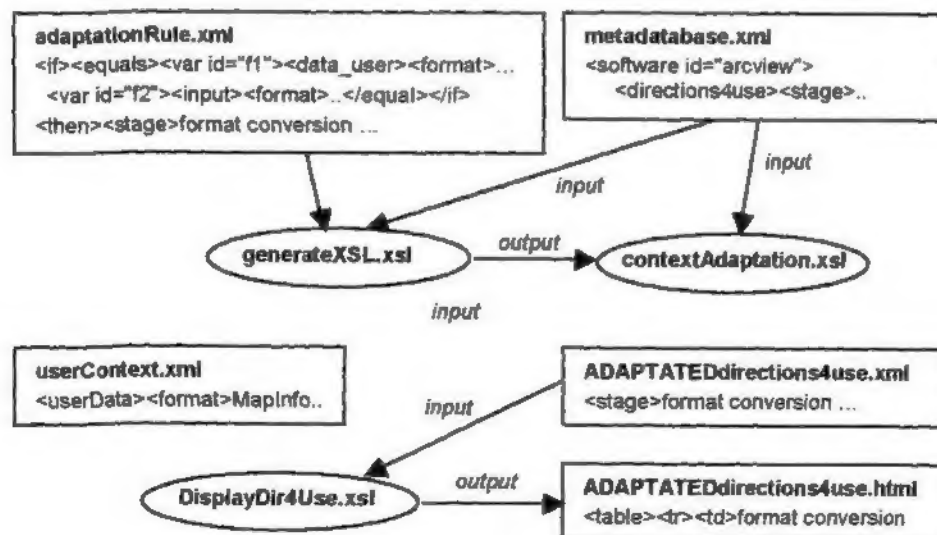 adaptationRule.xml
<if><equals><var id="f1"><data_user><format>...
<var id="f2"><input><format>..</equal></if>
<then><stage>format conversion ...
metadatabase.xml
<software id="arcview">
<directions4use><stage>..
input
input
generateXSL.xsl
output
contextAdaptation.xsl
input
userContext.xml
<userData><format>MapInfo..
ADAPTATEDdirections4use.xml
<stage>format conversion ...
input
DisplayDir4Use.xsl
output
ADAPTATEDdirections4use.html
<table><tr><td>format conversion